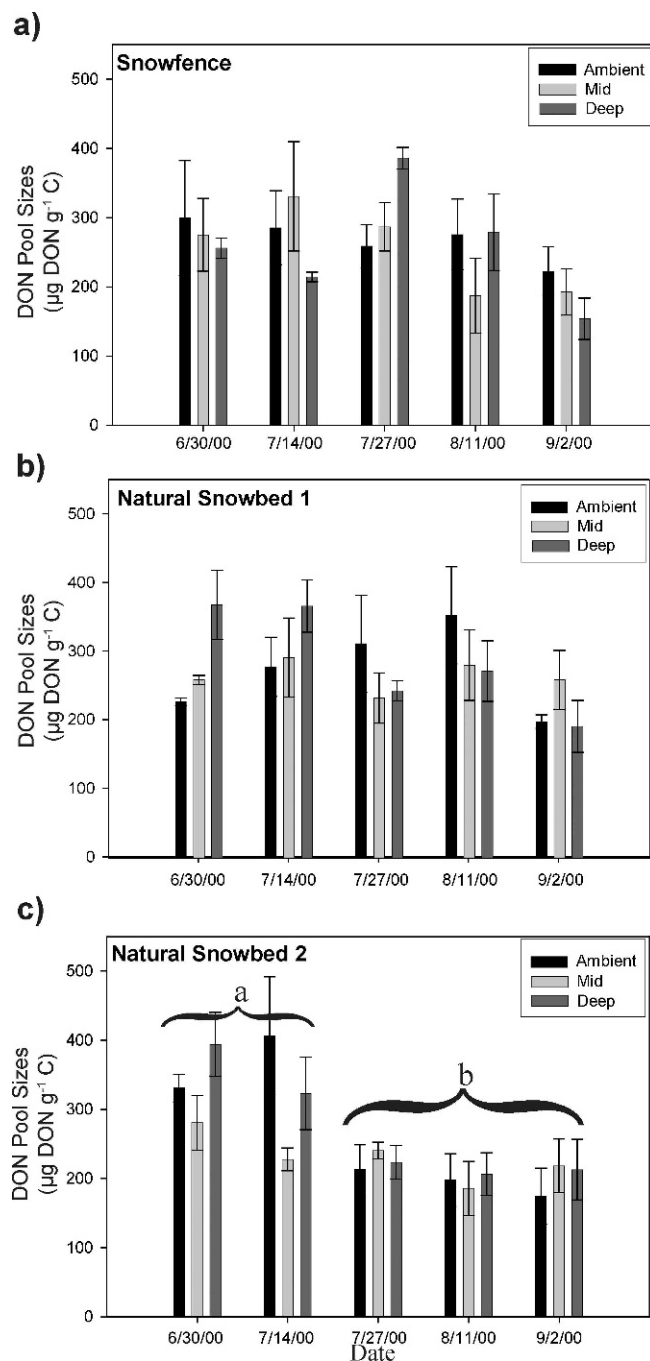 a)
Snowfence
Ambient
Mid
Deep
500
400
300
200
100
0
DON Pool Sizes
(µg DON g⁻¹ C)
6/30/00 7/14/00 7/27/00 8/11/00 9/2/00
b)
Natural Snowbed 1
Ambient
Mid
Deep
500
400
300
200
100
0
DON Pool Sizes
(µg DON g⁻¹ C)
6/30/00 7/14/00 7/27/00 8/11/00 9/2/00
c)
Natural Snowbed 2
Ambient
Mid
Deep
a
b
500
400
300
200
100
0
DON Pool Sizes
(µg DON g⁻¹ C)
6/30/00 7/14/00 7/27/00 8/11/00 9/2/00
Date